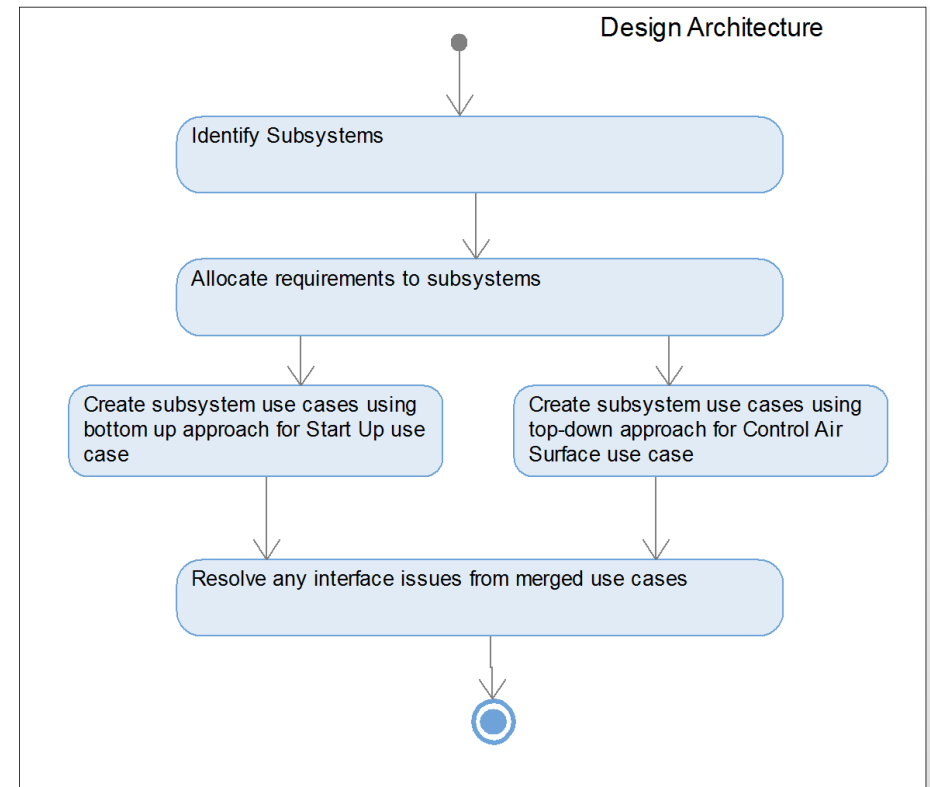 Design Architecture
Identify Subsystems
Allocate requirements to subsystems
Create subsystem use cases using
bottom up approach for Start Up use
case
Create subsystem use cases using
top-down approach for Control Air
Surface use case
Resolve any interface issues from merged use cases